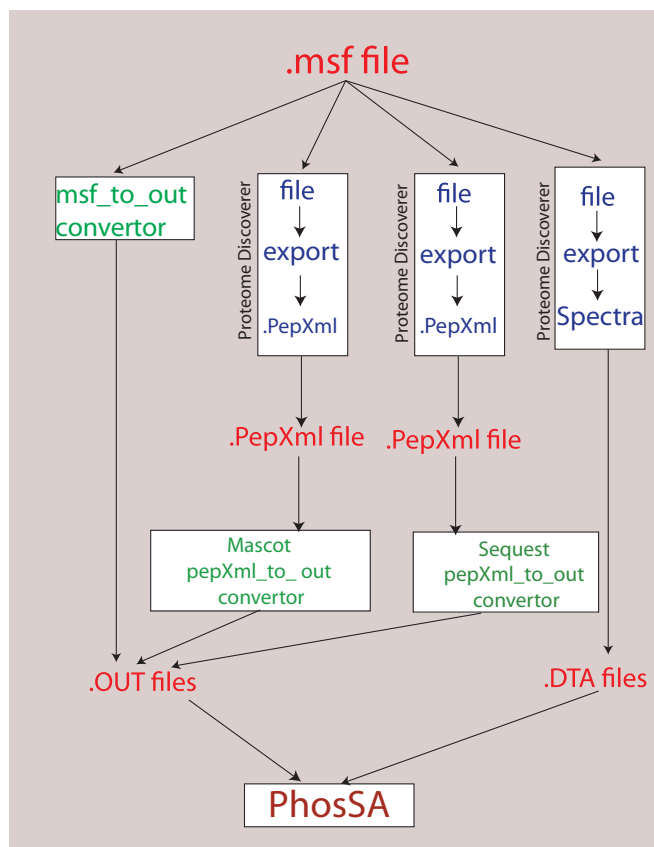 .msf file
msf_to_out
convertor
Proteome Discoverer
file
export
.PepXml
Proteome Discoverer
file
export
.PepXml
Proteome Discoverer
file
export
Spectra
.PepXml file
.PepXml file
Mascot
pepXml_to_ out
convertor
Sequest
pepXml_to_out
convertor
.OUT files
.DTA files
PhosSA